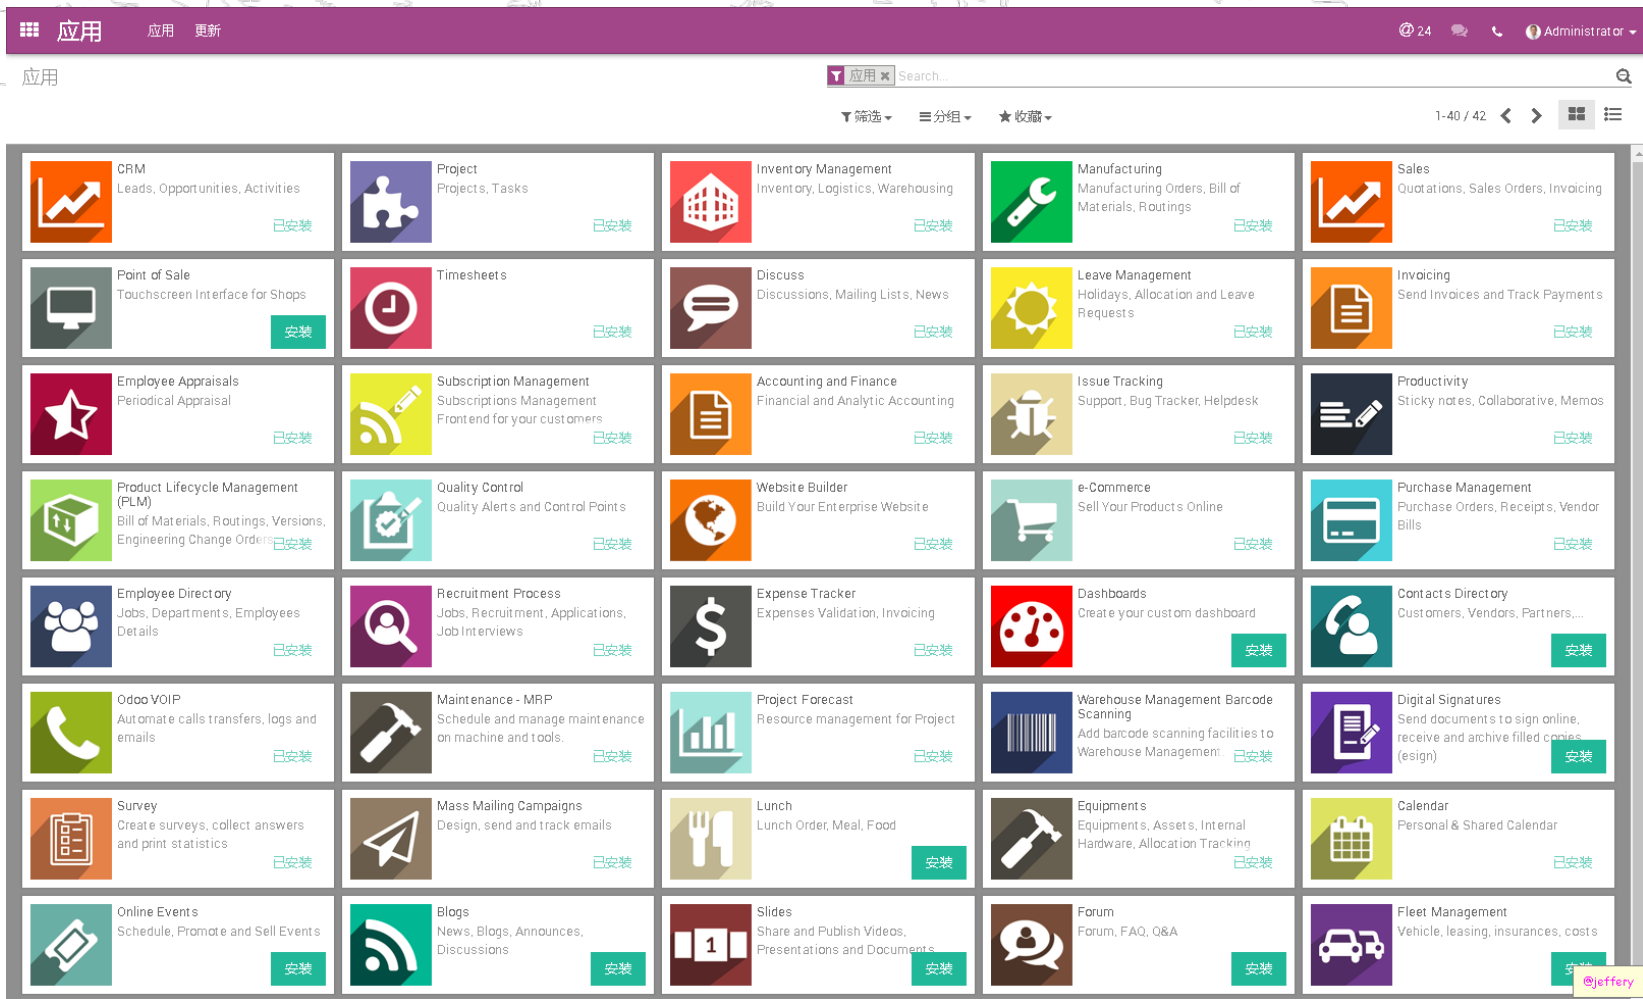 应用 应用 更新 @ 24 Administrator
应用
应用 Search...
筛选 分组 收藏 1-40 / 42
CRM
Leads, Opportunities, Activities
已安装
Project
Projects, Tasks
已安装
Inventory Management
Inventory, Logistics, Warehousing
已安装
Manufacturing
Manufacturing Orders, Bill of
Materials, Routings
已安装
Sales
Quotations, Sales Orders, Invoicing
已安装
Point of Sale
Touchscreen Interface for Shops
安装
Timesheets
已安装
Discuss
Discussions, Mailing Lists, News
已安装
Leave Management
Holidays, Allocation and Leave
Requests
已安装
Invoicing
Send Invoices and Track Payments
已安装
Employee Appraisals
Periodical Appraisal
已安装
Subscription Management
Subscriptions Management
Frontend for your customers
已安装
Accounting and Finance
Financial and Analytic Accounting
已安装
Issue Tracking
Support, Bug Tracker, Helpdesk
已安装
Productivity
Sticky notes, Collaborative, Memos
已安装
Product Lifecycle Management
(PLM)
Bill of Materials, Routings, Versions,
Engineering Change Orders
已安装
Quality Control
Quality Alerts and Control Points
已安装
Website Builder
Build Your Enterprise Website
已安装
e-Commerce
Sell Your Products Online
已安装
Purchase Management
Purchase Orders, Receipts, Vendor
Bills
已安装
Employee Directory
Jobs, Departments, Employees
Details
已安装
Recruitment Process
Jobs, Recruitment, Applications,
Job Interviews
已安装
Expense Tracker
Expenses Validation, Invoicing
已安装
Dashboards
Create your custom dashboard
安装
Contacts Directory
Customers, Vendors, Partners,...
安装
Odoo VOIP
Automate calls transfers, logs and
emails
已安装
Maintenance - MRP
Schedule and manage maintenance
on machine and tools.
已安装
Project Forecast
Resource management for Project
已安装
Warehouse Management Barcode
Scanning
Add barcode scanning facilities to
Warehouse Management.
已安装
Digital Signatures
Send documents to sign online,
receive and archive filled copies
(esign)
安装
Survey
Create surveys, collect answers
and print statistics
已安装
Mass Mailing Campaigns
Design, send and track emails
已安装
Lunch
Lunch Order, Meal, Food
安装
Equipments
Equipments, Assets, Internal
Hardware, Allocation Tracking
已安装
Calendar
Personal & Shared Calendar
已安装
Online Events
Schedule, Promote and Sell Events
安装
Blogs
News, Blogs, Announces,
Discussions
安装
1
Slides
Share and Publish Videos,
Presentations and Documents
安装
Forum
Forum, FAQ, Q&A
安装
Fleet Management
Vehicle, leasing, insurances, costs
@jeffery